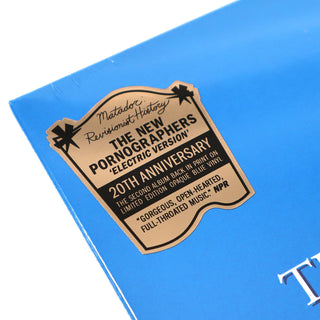 Matador
Revisionist History
THE NEW
PORNOGRAPHERS
'ELECTRIC VERSION'
20TH ANNIVERSARY
THE SECOND ALBUM BACK IN PRINT ON
LIMITED EDITION OPAQUE BLUE VINYL
"GORGEOUS, OPEN-HEARTED,
FULL-THROATED MUSIC." NPR
T